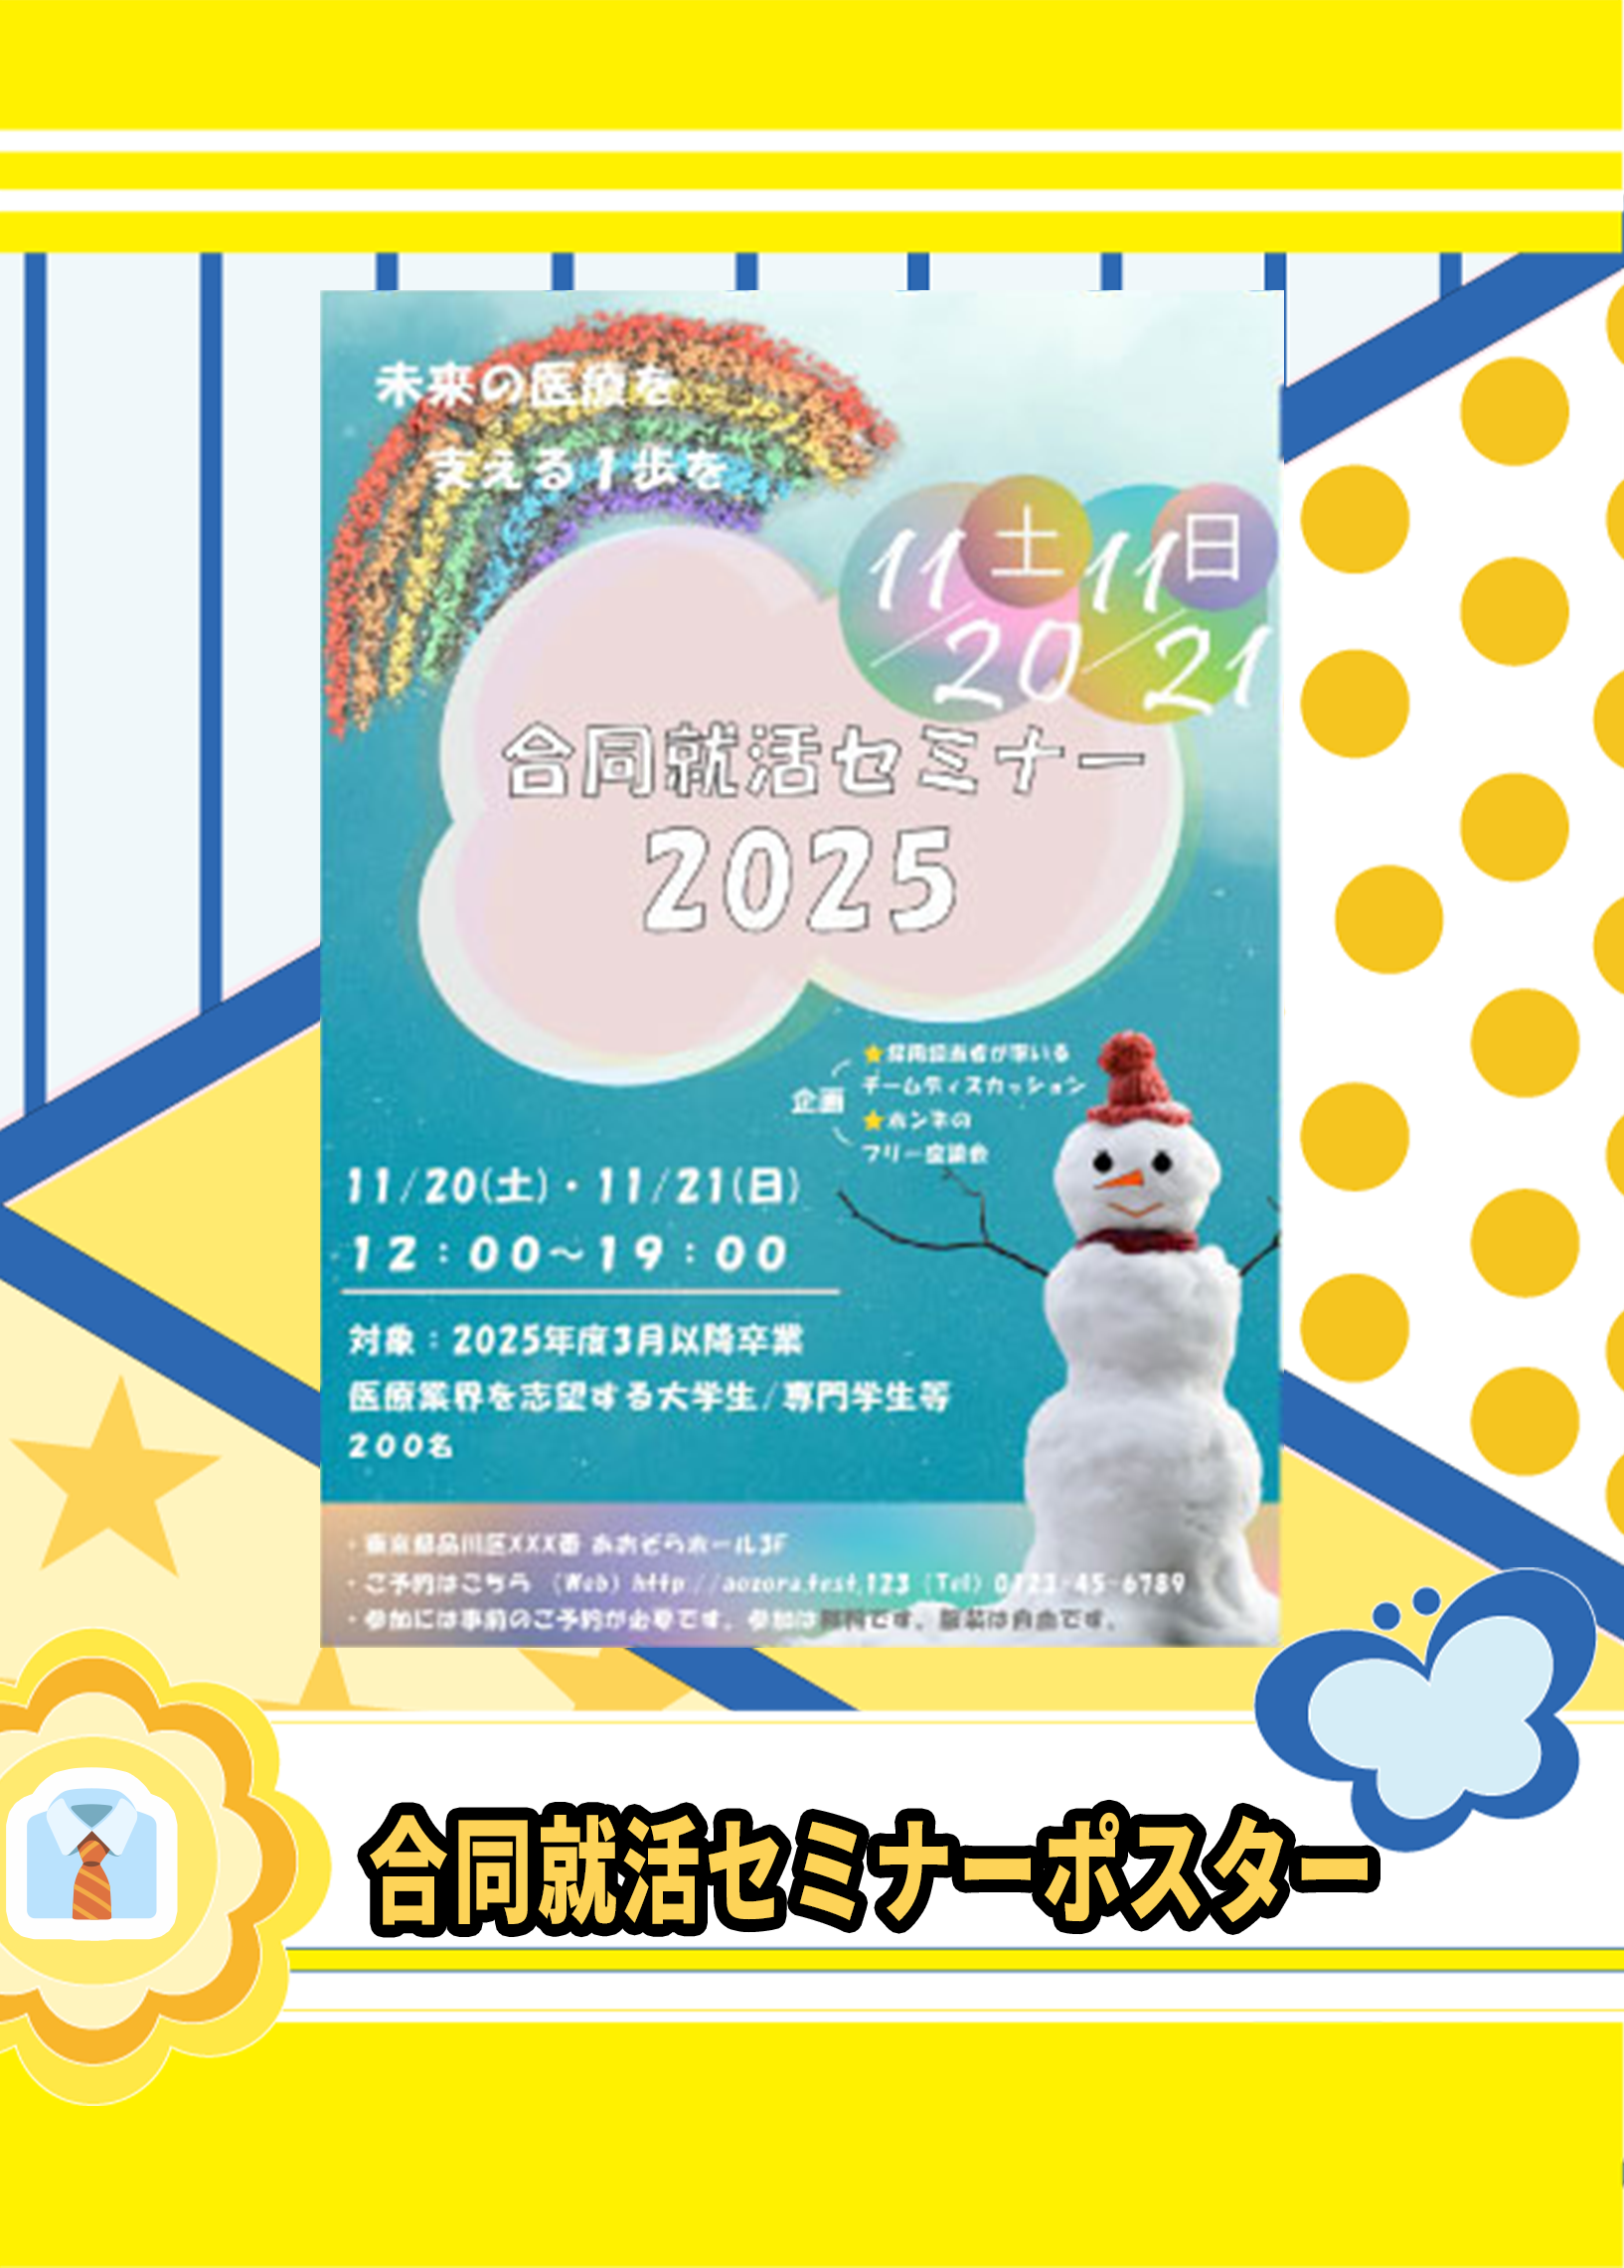 未来の医療を
支える1歩を
11/20 土 11/21 日
合同就活セミナー
2025
企画
⭐採用担当者が率いる
チームディスカッション
⭐ホンネの
フリー座談会
11/20(土)・11/21(日)
12:00～19:00
対象：2025年度3月以降卒業
医療業界を志望する大学生/専門学生等
200名
・東京都品川区XXX番 あおぞらホール3F
・ご予約はこちら (Web) http://aozora.test.123 (Tel) 0123-45-6789
・参加には事前のご予約が必要です。参加は無料です。服装は自由です。
合同就活セミナーポスター